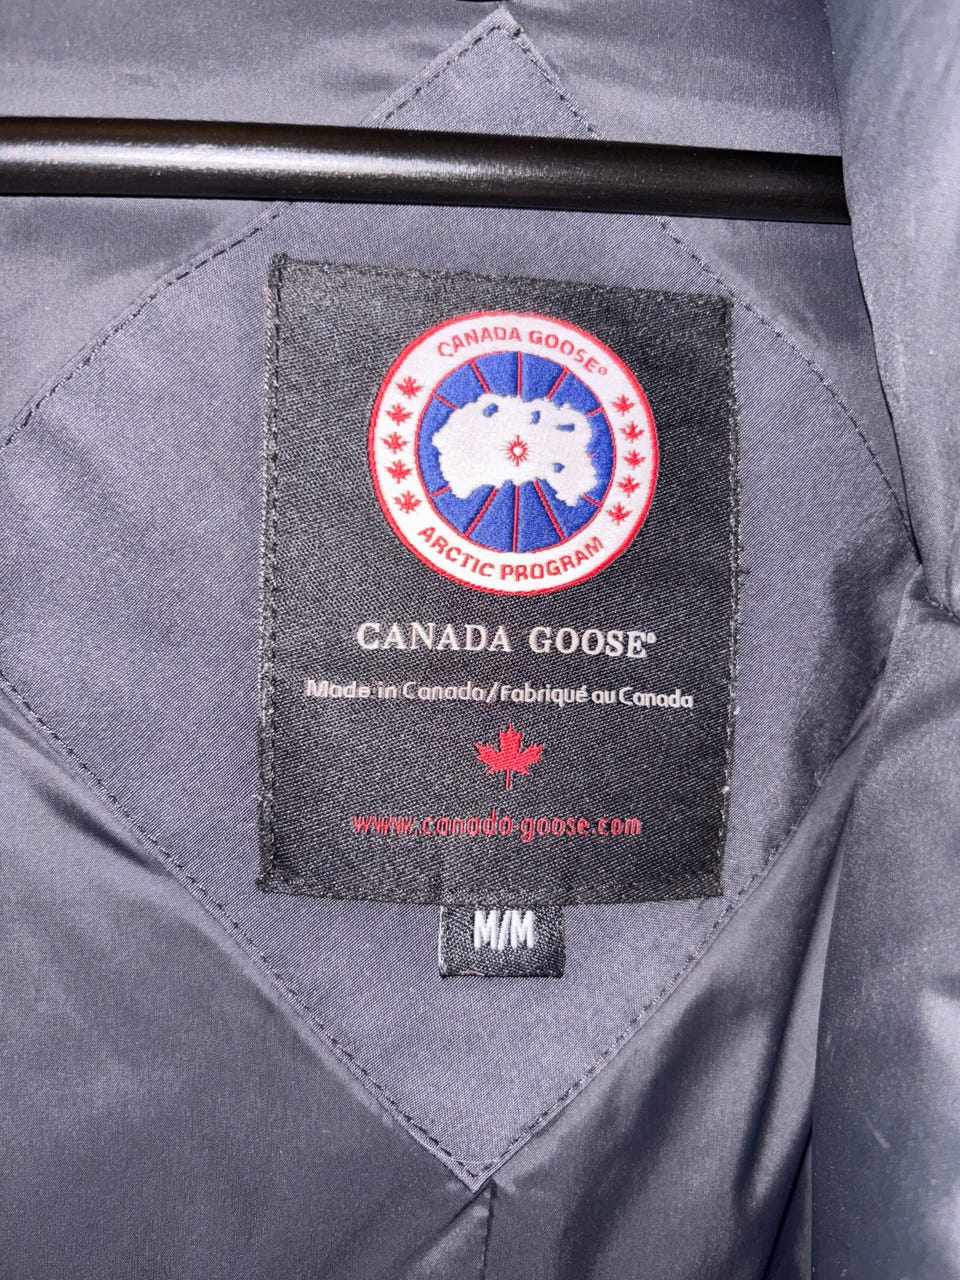 CANADA GOOSE®
ARCTIC PROGRAM
CANADA GOOSE®
Made in Canada/Fabriqué au Canada
www.canada-goose.com
M/M